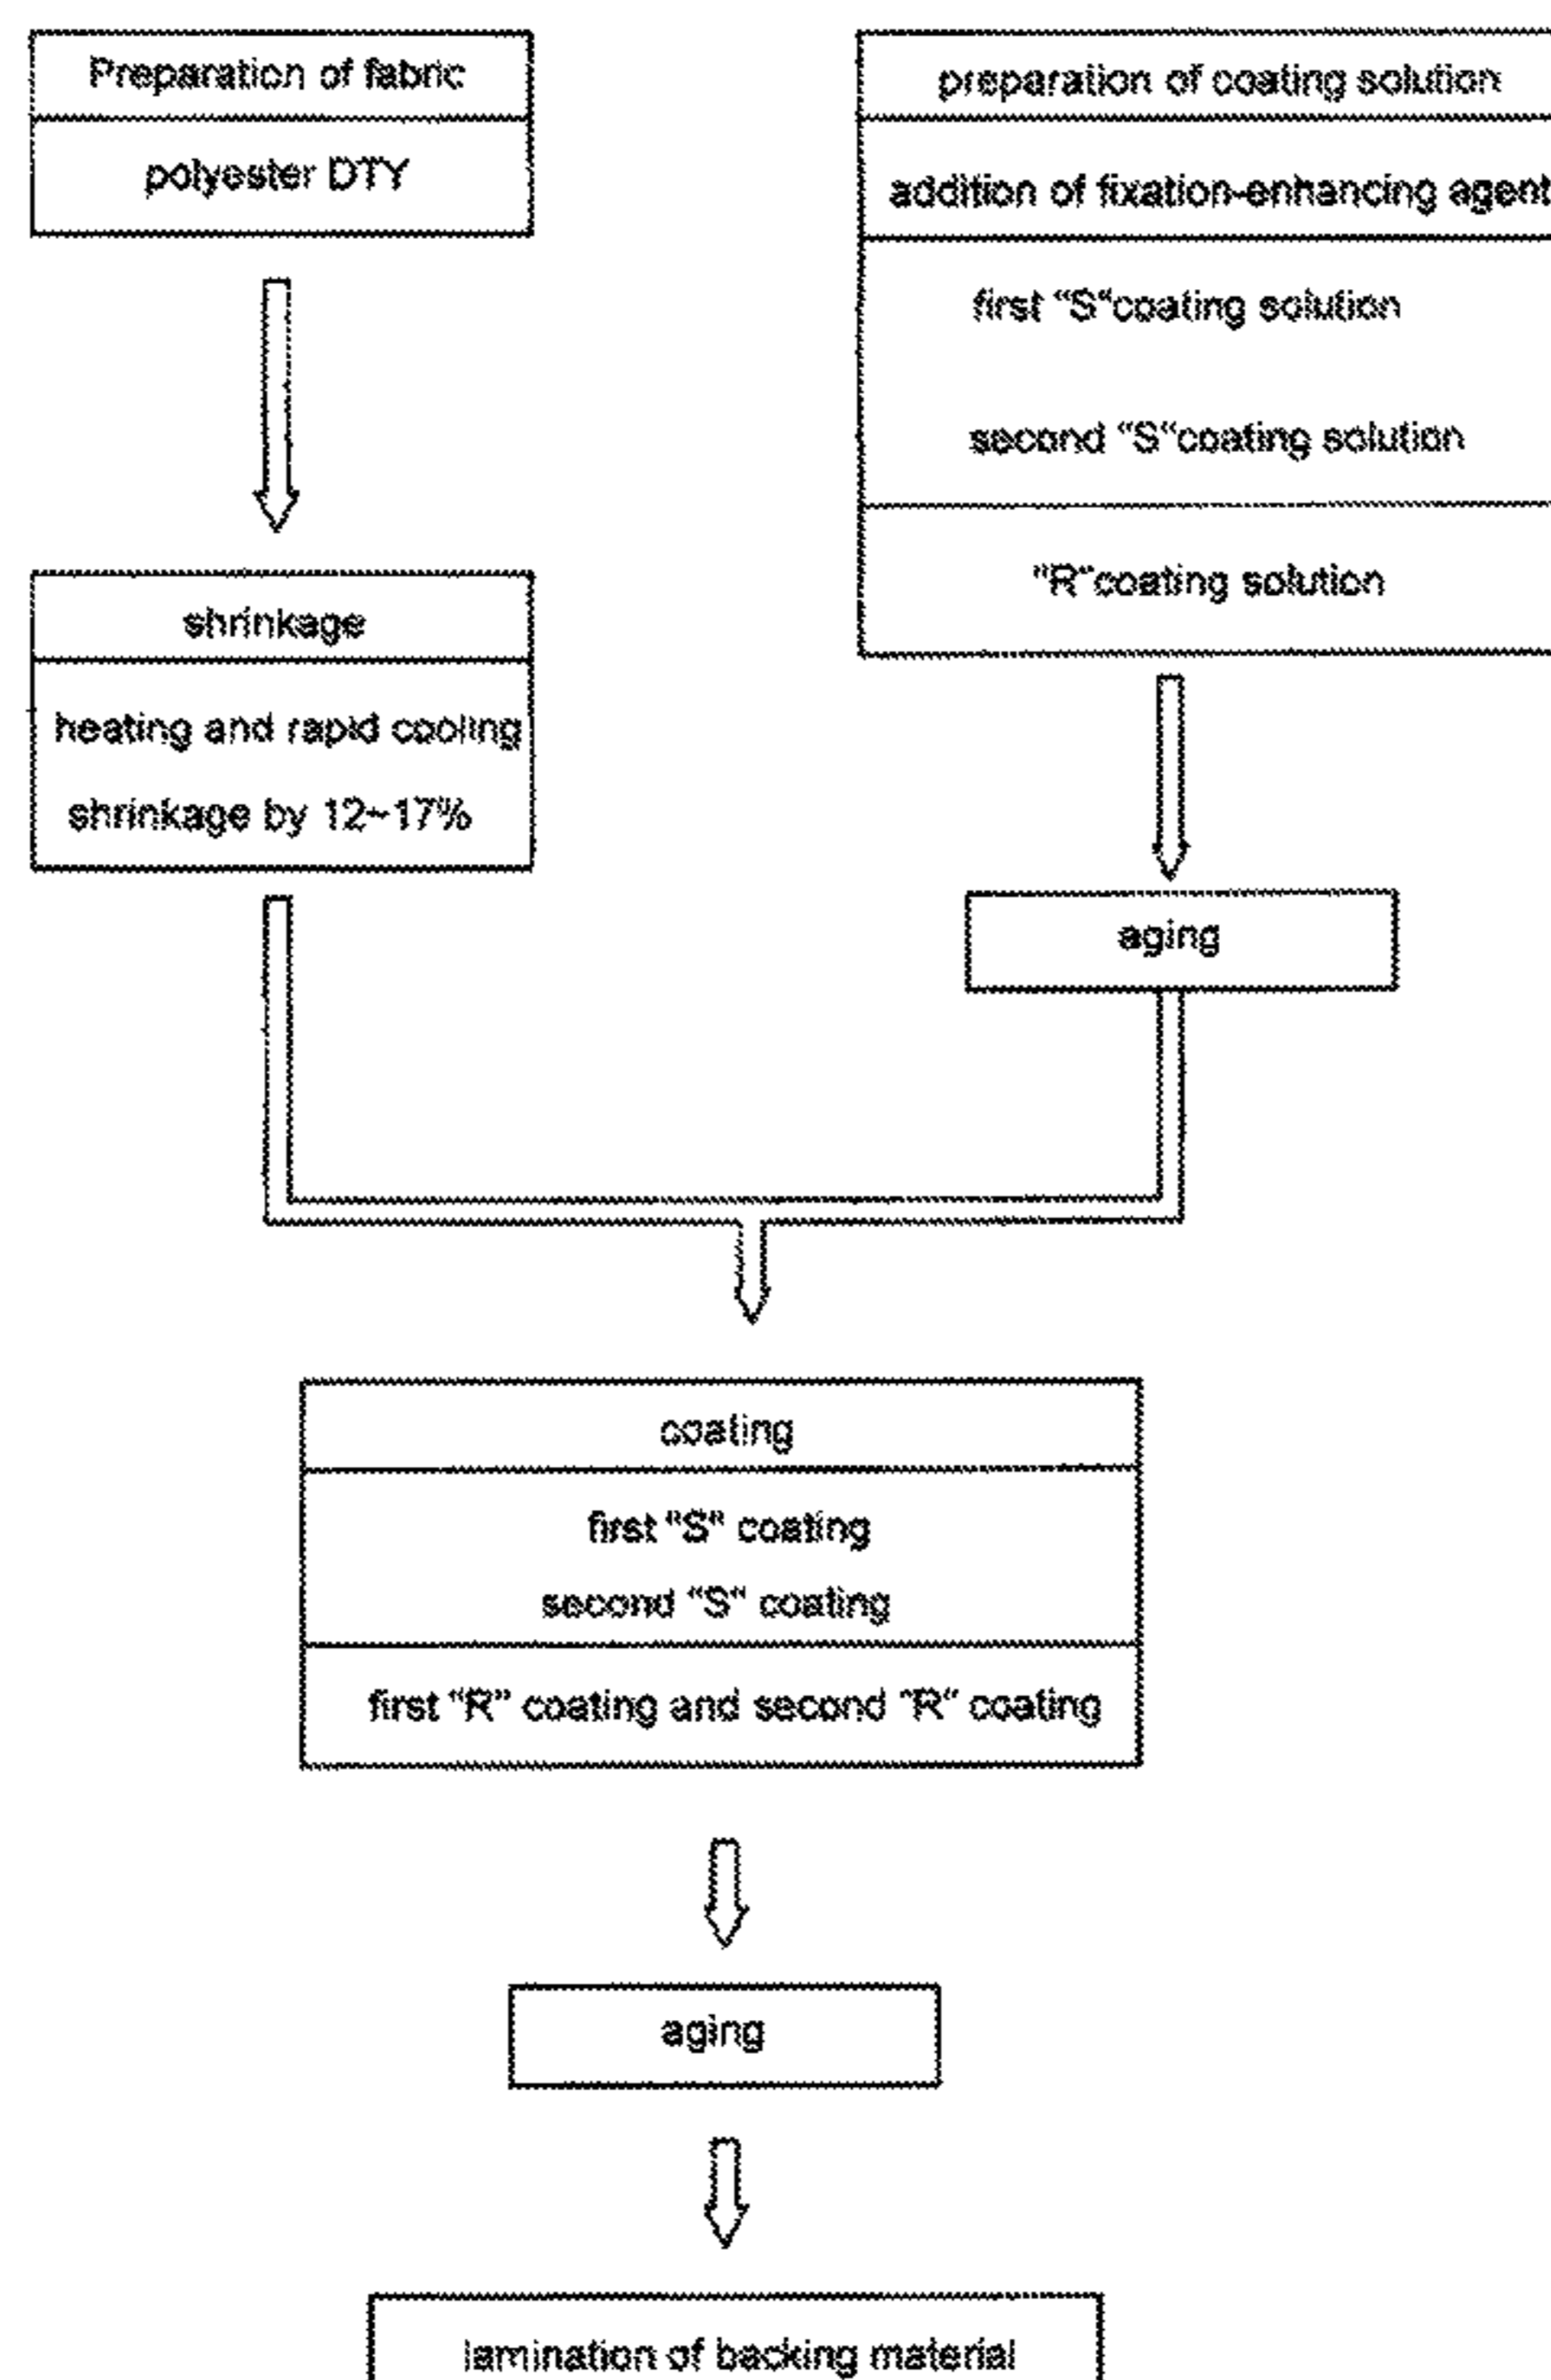 Preparation of fabric
polyester DTY
preparation of coating solution
addition of fixation-enhancing agent
first "S"coating solution
second "S"coating solution
"R"coating solution
shrinkage
heating and rapid cooling
shrinkage by 12~17%
aging
coating
first "S" coating
second "S" coating
first "R" coating and second "R" coating
aging
lamination of backing material